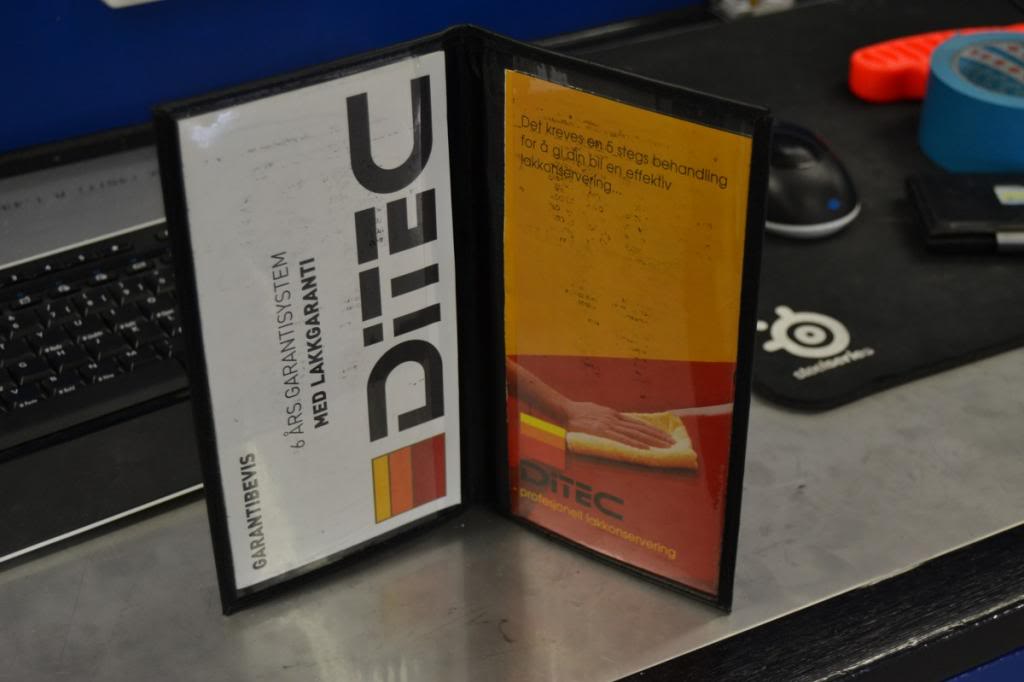 GARANTIBEVIS
6 ÅRS GARANTISYSTEM
MED LAKKGARANTI
DiTEC
Det kreves en 5 stegs behandling
for å gi din bil en effektiv
lakkonservering...
DiTEC
- profesjonell lakkonservering
steelseries